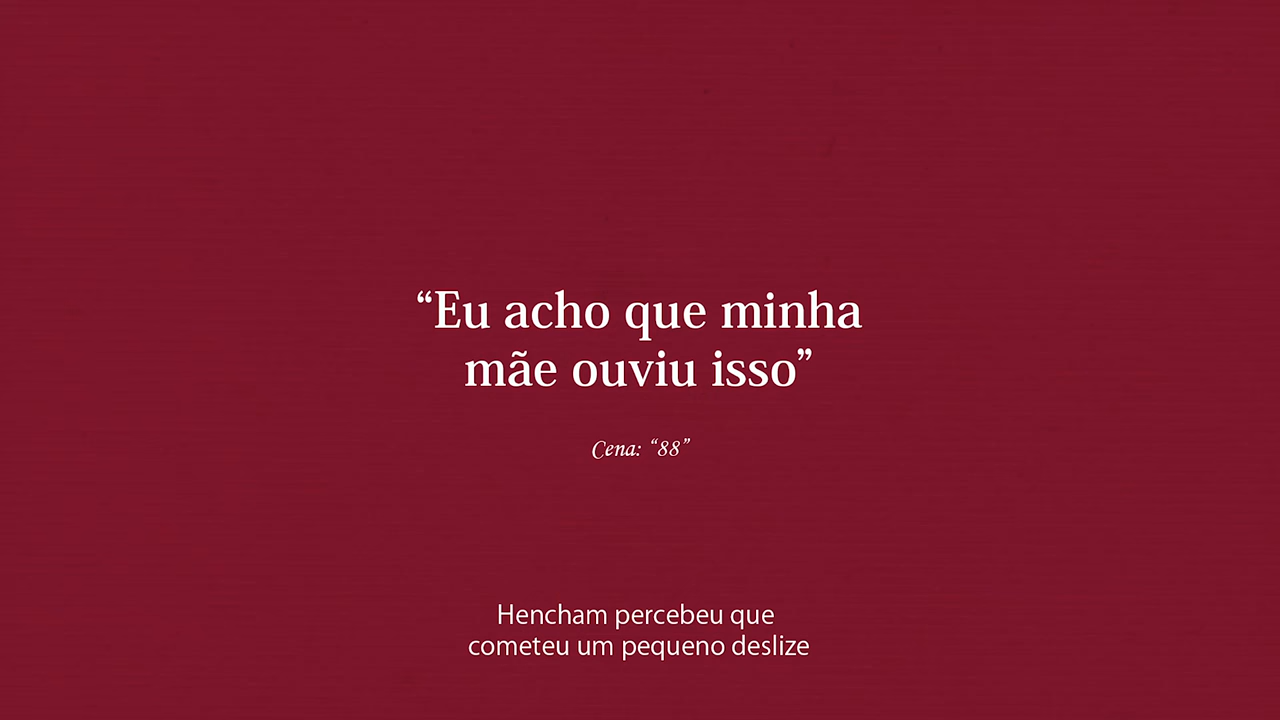 “Eu acho que minha
mãe ouviu isso”
Cena: “88”
Hencham percebeu que
cometeu um pequeno deslize